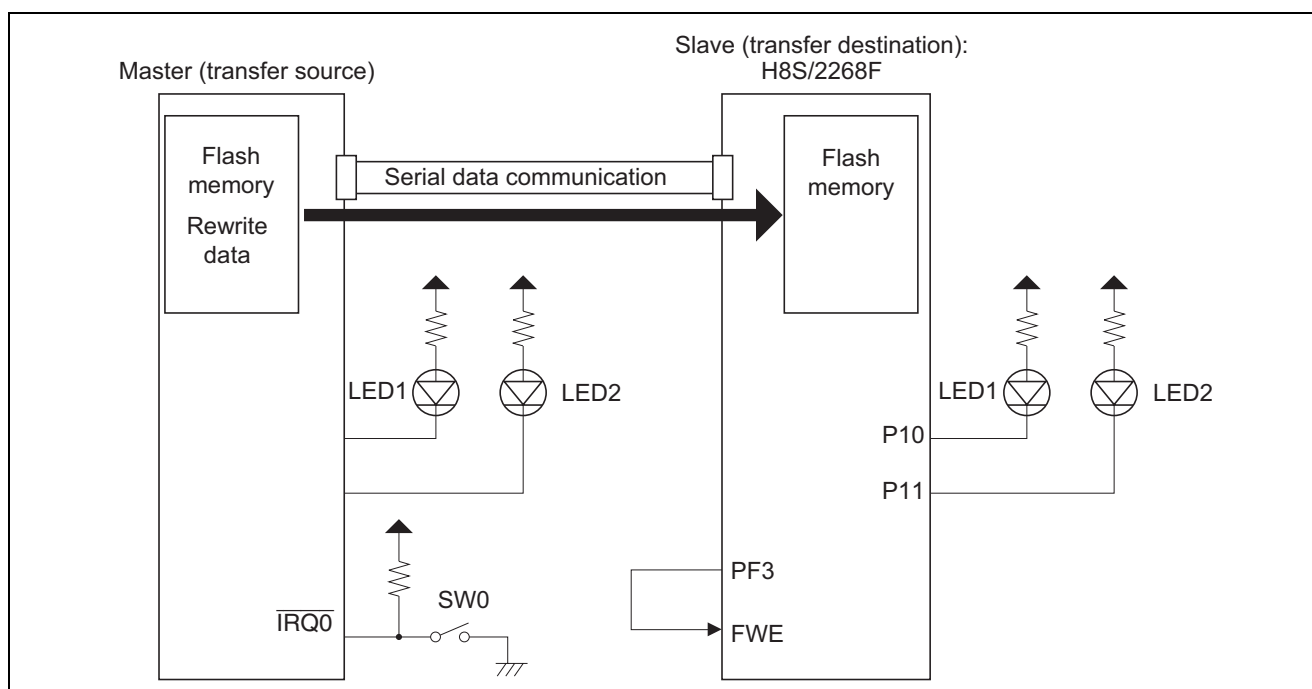 Master (transfer source)
Slave (transfer destination):
H8S/2268F
Flash
memory
Rewrite
data
Serial data communication
Flash
memory
LED1
LED2
LED1
LED2
P10
P11
IRQ0
SW0
PF3
FWE